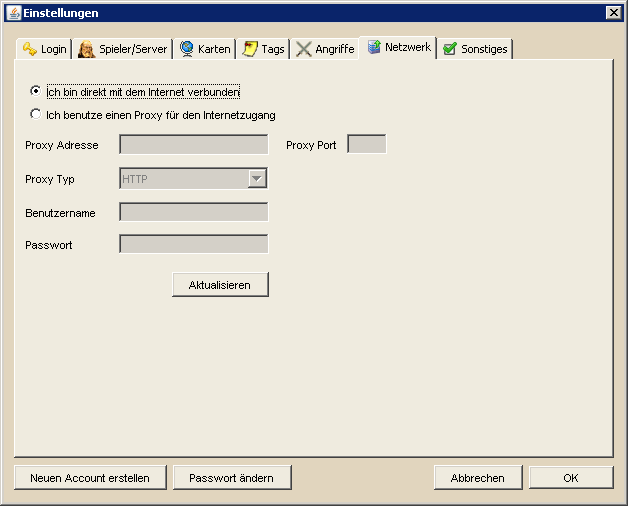 Einstellungen
Login Spieler/Server Karten Tags Angriffe Netzwerk Sonstiges
Ich bin direkt mit dem Internet verbunden
Ich benutze einen Proxy für den Internetzugang
Proxy Adresse Proxy Port
Proxy Typ HTTP
Benutzername
Passwort
Aktualisieren
Neuen Account erstellen Passwort ändern Abbrechen OK